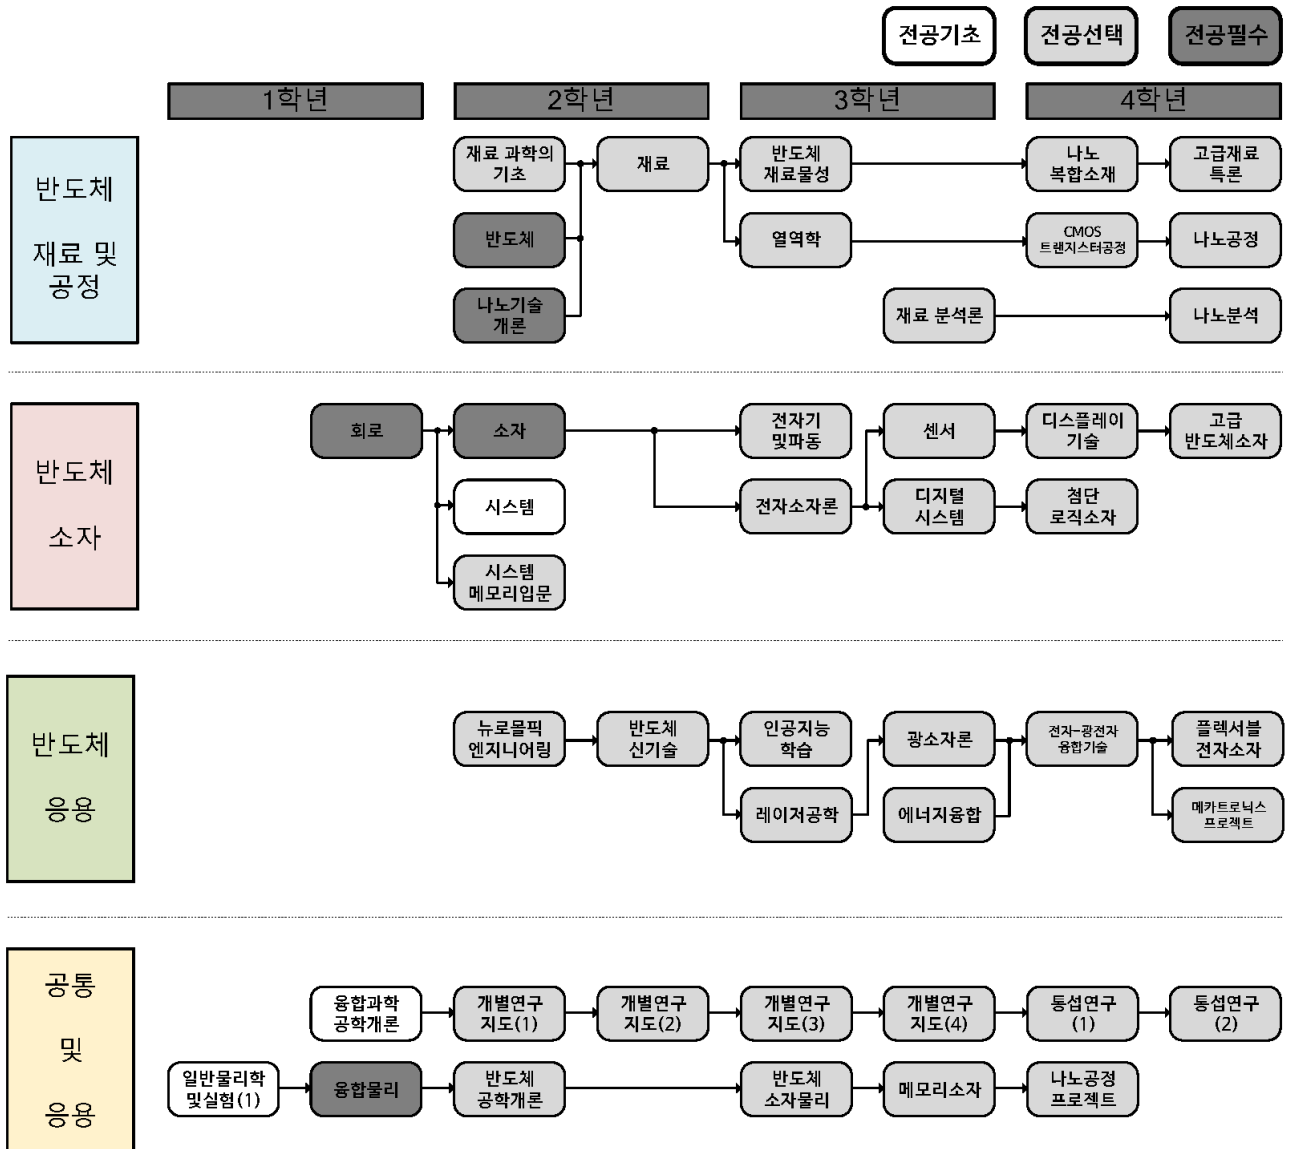 전공기초
전공선택
전공필수
1학년
2학년
3학년
4학년
반도체
재료 및
공정
재료 과학의
기초
재료
반도체
재료물성
나노
복합소재
고급재료
특론
반도체
열역학
CMOS
트랜지스터공정
나노공정
나노기술
개론
재료 분석론
나노분석
반도체
소자
회로
소자
전자기
및파동
센서
디스플레이
기술
고급
반도체소자
시스템
전자소자론
디지털
시스템
첨단
로직소자
시스템
메모리입문
반도체
응용
뉴로몰픽
엔지니어링
반도체
신기술
인공지능
학습
광소자론
전자-광전자
융합기술
플렉서블
전자소자
레이저공학
에너지융합
메카트로닉스
프로젝트
공통
및
응용
융합과학
공학개론
개별연구
지도(1)
개별연구
지도(2)
개별연구
지도(3)
개별연구
지도(4)
통섭연구
(1)
통섭연구
(2)
일반물리학
및실험(1)
융합물리
반도체
공학개론
반도체
소자물리
메모리소자
나노공정
프로젝트